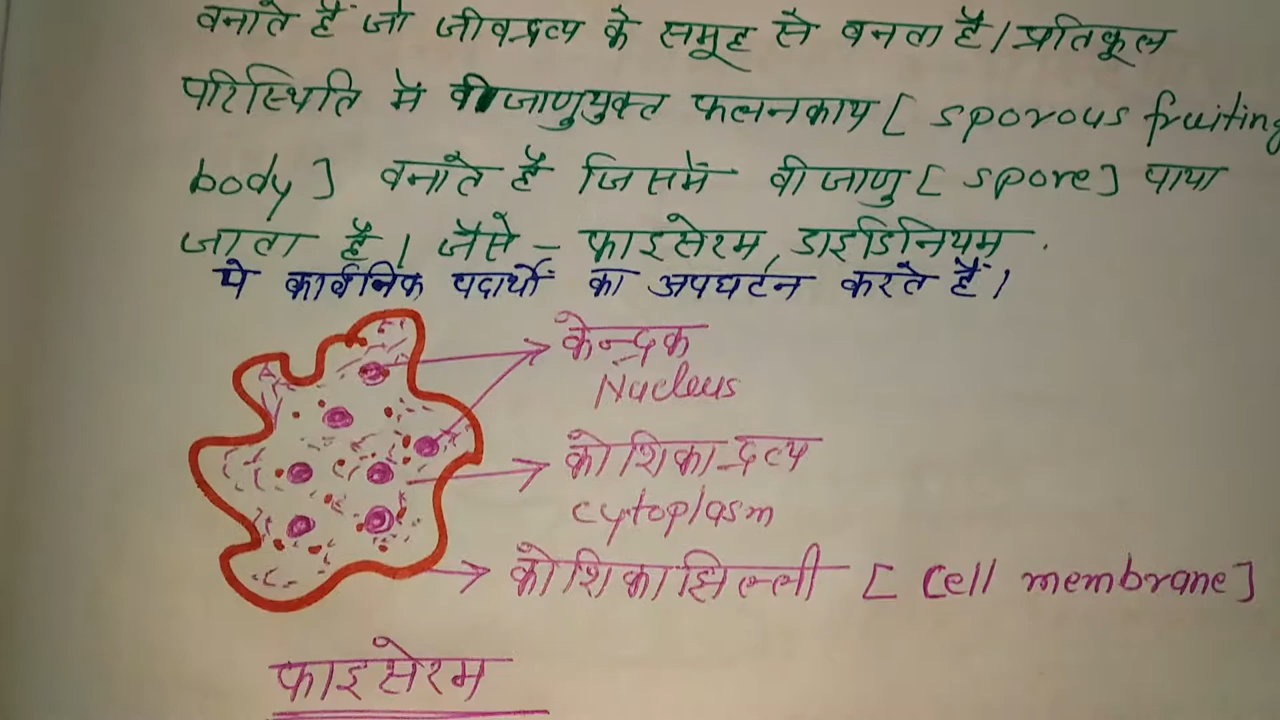 बनाते हैं जो जीवद्रव्य के समूह से बनता है। प्रतिकूल
परिस्थिति में वीजाणुयुक्त फलनकाय [ sporous fruiting
body ] बनाते है जिसमें वीजाणु [ spore ] पाया
जाता है। जैसे - फाइसेरम, डाइडिनियम .
ये कार्वनिक पदार्थो का अपघटन करते हैं।
केन्द्रक
Nucleus
कोशिका द्रव्य
cytoplasm
कोशिका झिल्ली [ cell membrane ]
फाइसेरम